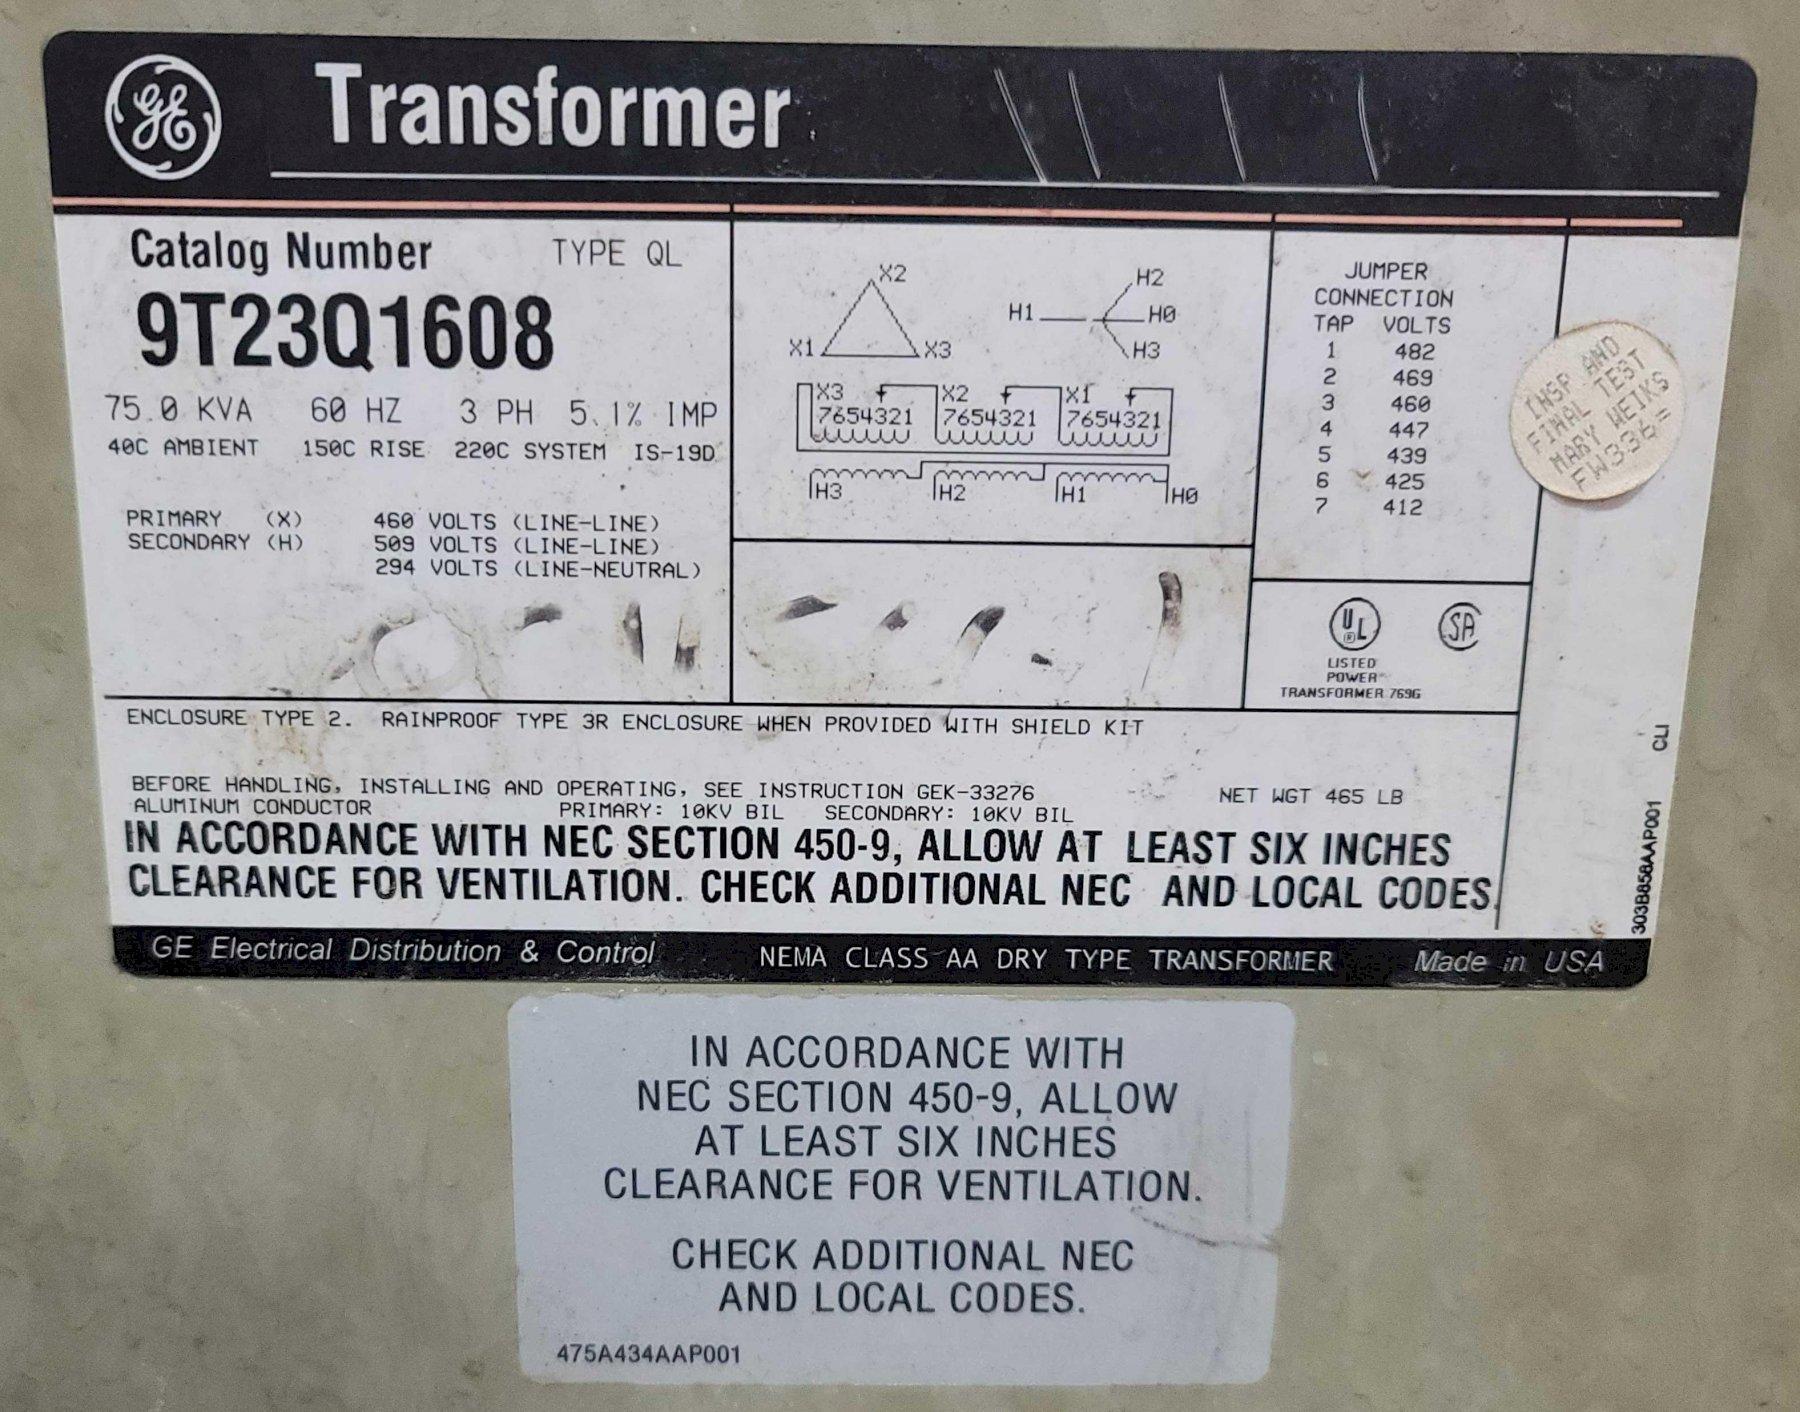 GE
Transformer
Catalog Number TYPE QL
9T23Q1608
75.0 KVA 60 HZ 3 PH 5.1% IMP
40C AMBIENT 150C RISE 220C SYSTEM IS-19D
PRIMARY (X) 460 VOLTS (LINE-LINE)
SECONDARY (H) 509 VOLTS (LINE-LINE)
294 VOLTS (LINE-NEUTRAL)
X2
X1 X3
H2
H1 H0
H3
X3 X2 X1
7654321 7654321 7654321
H3 H2 H1 H0
JUMPER
CONNECTION
TAP VOLTS
1 482
2 469
3 460
4 447
5 439
6 425
7 412
INSP AND
FINAL TEST
MARY WEIKS
FW336
UL ®
LISTED
POWER
TRANSFORMER 769G
SA
ENCLOSURE TYPE 2. RAINPROOF TYPE 3R ENCLOSURE WHEN PROVIDED WITH SHIELD KIT
BEFORE HANDLING, INSTALLING AND OPERATING, SEE INSTRUCTION GEK-33276 NET WGT 465 LB
ALUMINUM CONDUCTOR PRIMARY: 10KV BIL SECONDARY: 10KV BIL
IN ACCORDANCE WITH NEC SECTION 450-9, ALLOW AT LEAST SIX INCHES
CLEARANCE FOR VENTILATION. CHECK ADDITIONAL NEC AND LOCAL CODES.
303B858AAP001 CLI
GE Electrical Distribution & Control NEMA CLASS AA DRY TYPE TRANSFORMER Made in USA
IN ACCORDANCE WITH
NEC SECTION 450-9, ALLOW
AT LEAST SIX INCHES
CLEARANCE FOR VENTILATION.
CHECK ADDITIONAL NEC
AND LOCAL CODES.
475A434AAP001